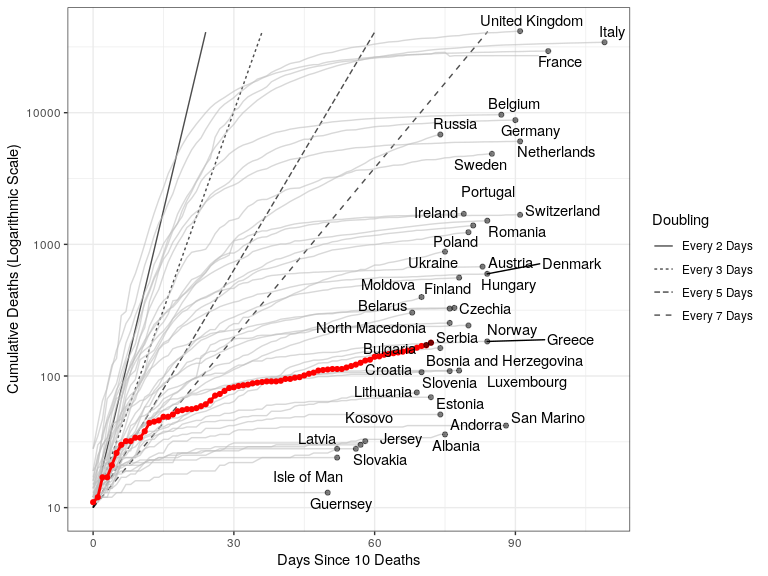 United Kingdom
Italy
France
Belgium
Russia
Germany
Netherlands
Sweden
Portugal
Ireland
Switzerland
Romania
Poland
Ukraine
Austria
Denmark
Moldova
Finland
Hungary
Belarus
Czechia
North Macedonia
Norway
Serbia
Greece
Bulgaria
Bosnia and Herzegovina
Croatia
Slovenia
Luxembourg
Lithuania
Estonia
Kosovo
Andorra
San Marino
Latvia
Jersey
Albania
Slovakia
Isle of Man
Guernsey
10000
1000
100
10
0
30
60
90
Days Since 10 Deaths
Cumulative Deaths (Logarithmic Scale)
Doubling
Every 2 Days
Every 3 Days
Every 5 Days
Every 7 Days